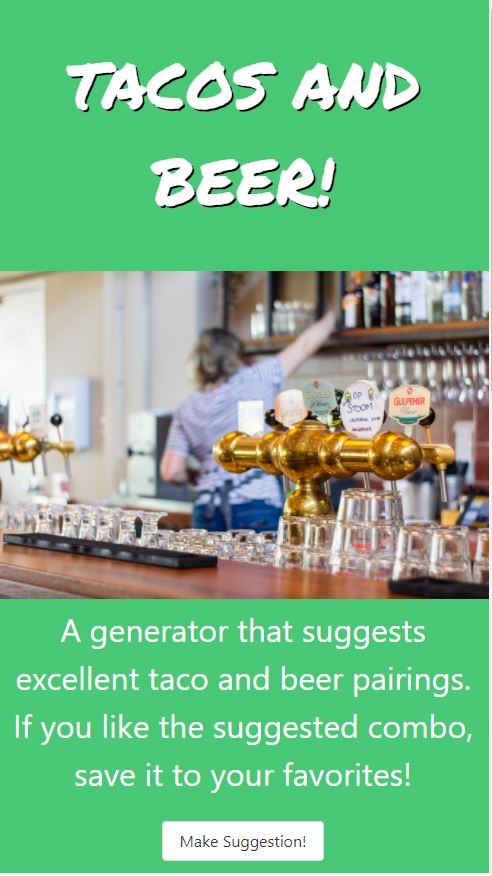 TACOS AND
BEER!
OP
STOOM
GULPENER
A generator that suggests
excellent taco and beer pairings.
If you like the suggested combo,
save it to your favorites!
Make Suggestion!